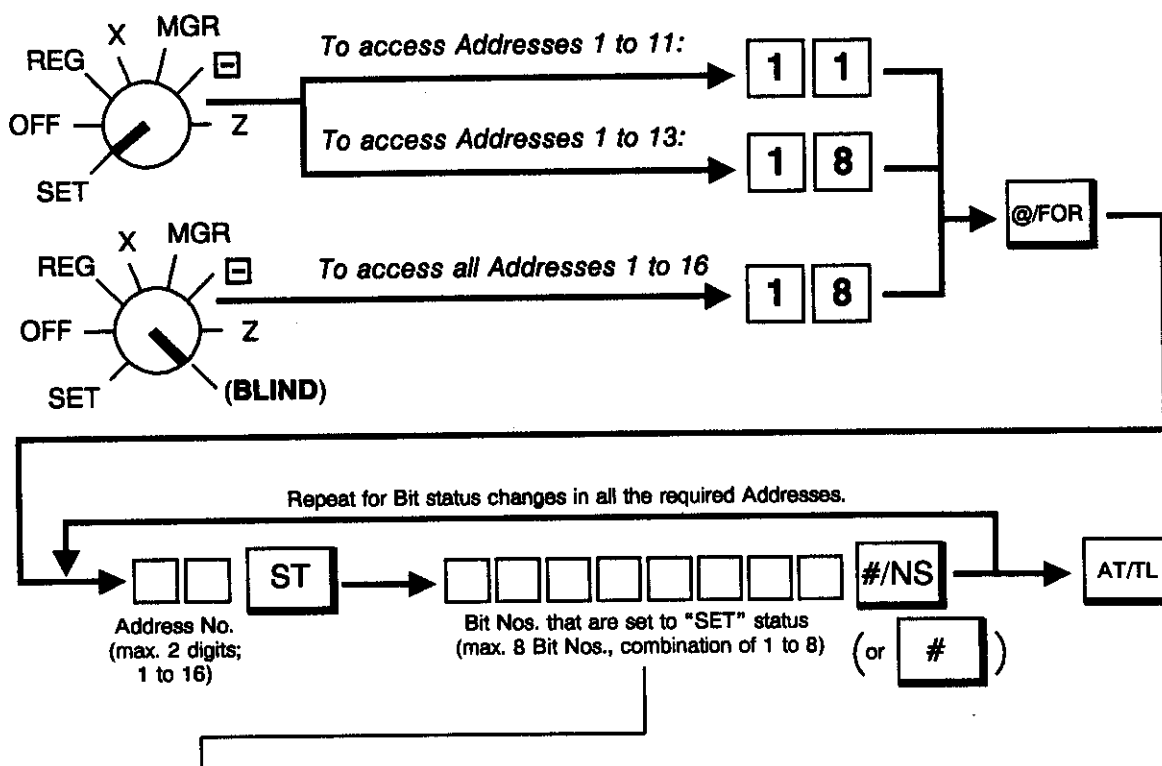 MGR
X
REG
⊟
OFF
Z
SET
To access Addresses 1 to 11:
1 1
To access Addresses 1 to 13:
1 8
@/FOR
MGR
X
REG
⊟
OFF
Z
SET
(BLIND)
To access all Addresses 1 to 16
1 8
Repeat for Bit status changes in all the required Addresses.
ST
#/NS
AT/TL
Address No.
(max. 2 digits;
1 to 16)
Bit Nos. that are set to “SET” status
(max. 8 Bit Nos., combination of 1 to 8)
(or # )